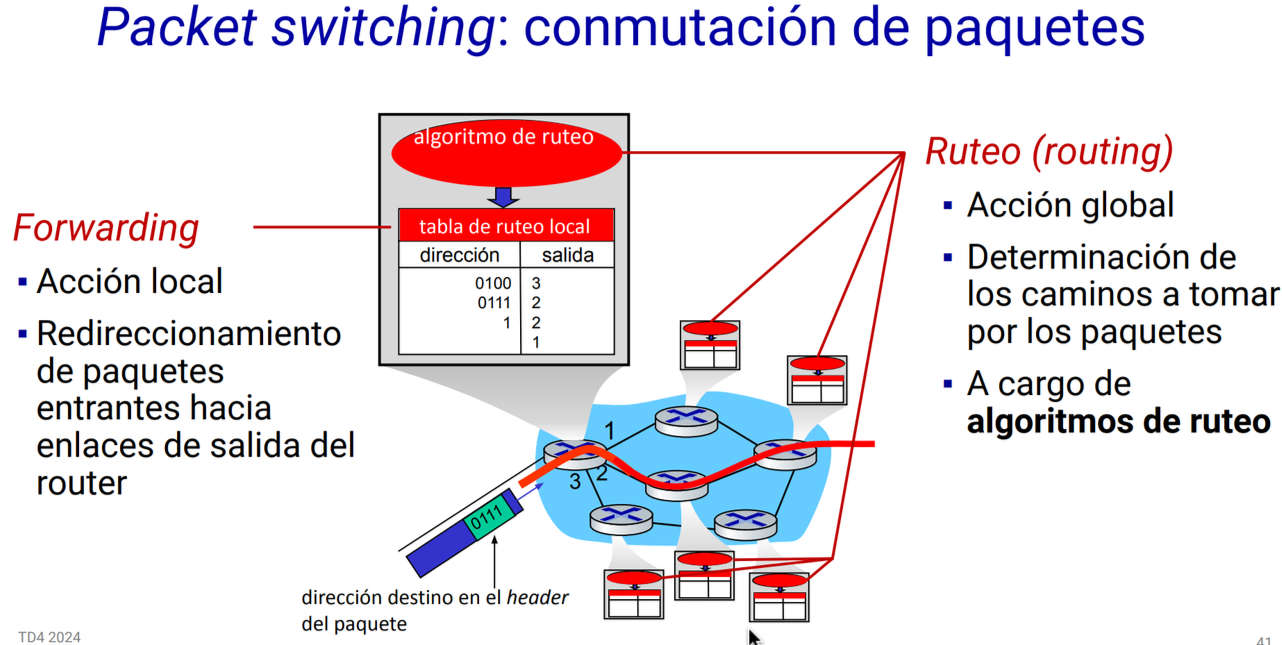 Packet switching: conmutación de paquetes
algoritmo de ruteo
tabla de ruteo local
dirección salida
0100 3
0111 2
1 2
1
Forwarding
▪ Acción local
▪ Redireccionamiento
de paquetes
entrantes hacia
enlaces de salida del
router
Ruteo (routing)
▪ Acción global
▪ Determinación de
los caminos a tomar
por los paquetes
▪ A cargo de
algoritmos de ruteo
1
2
3
0111
dirección destino en el header
del paquete
TD4 2024
41